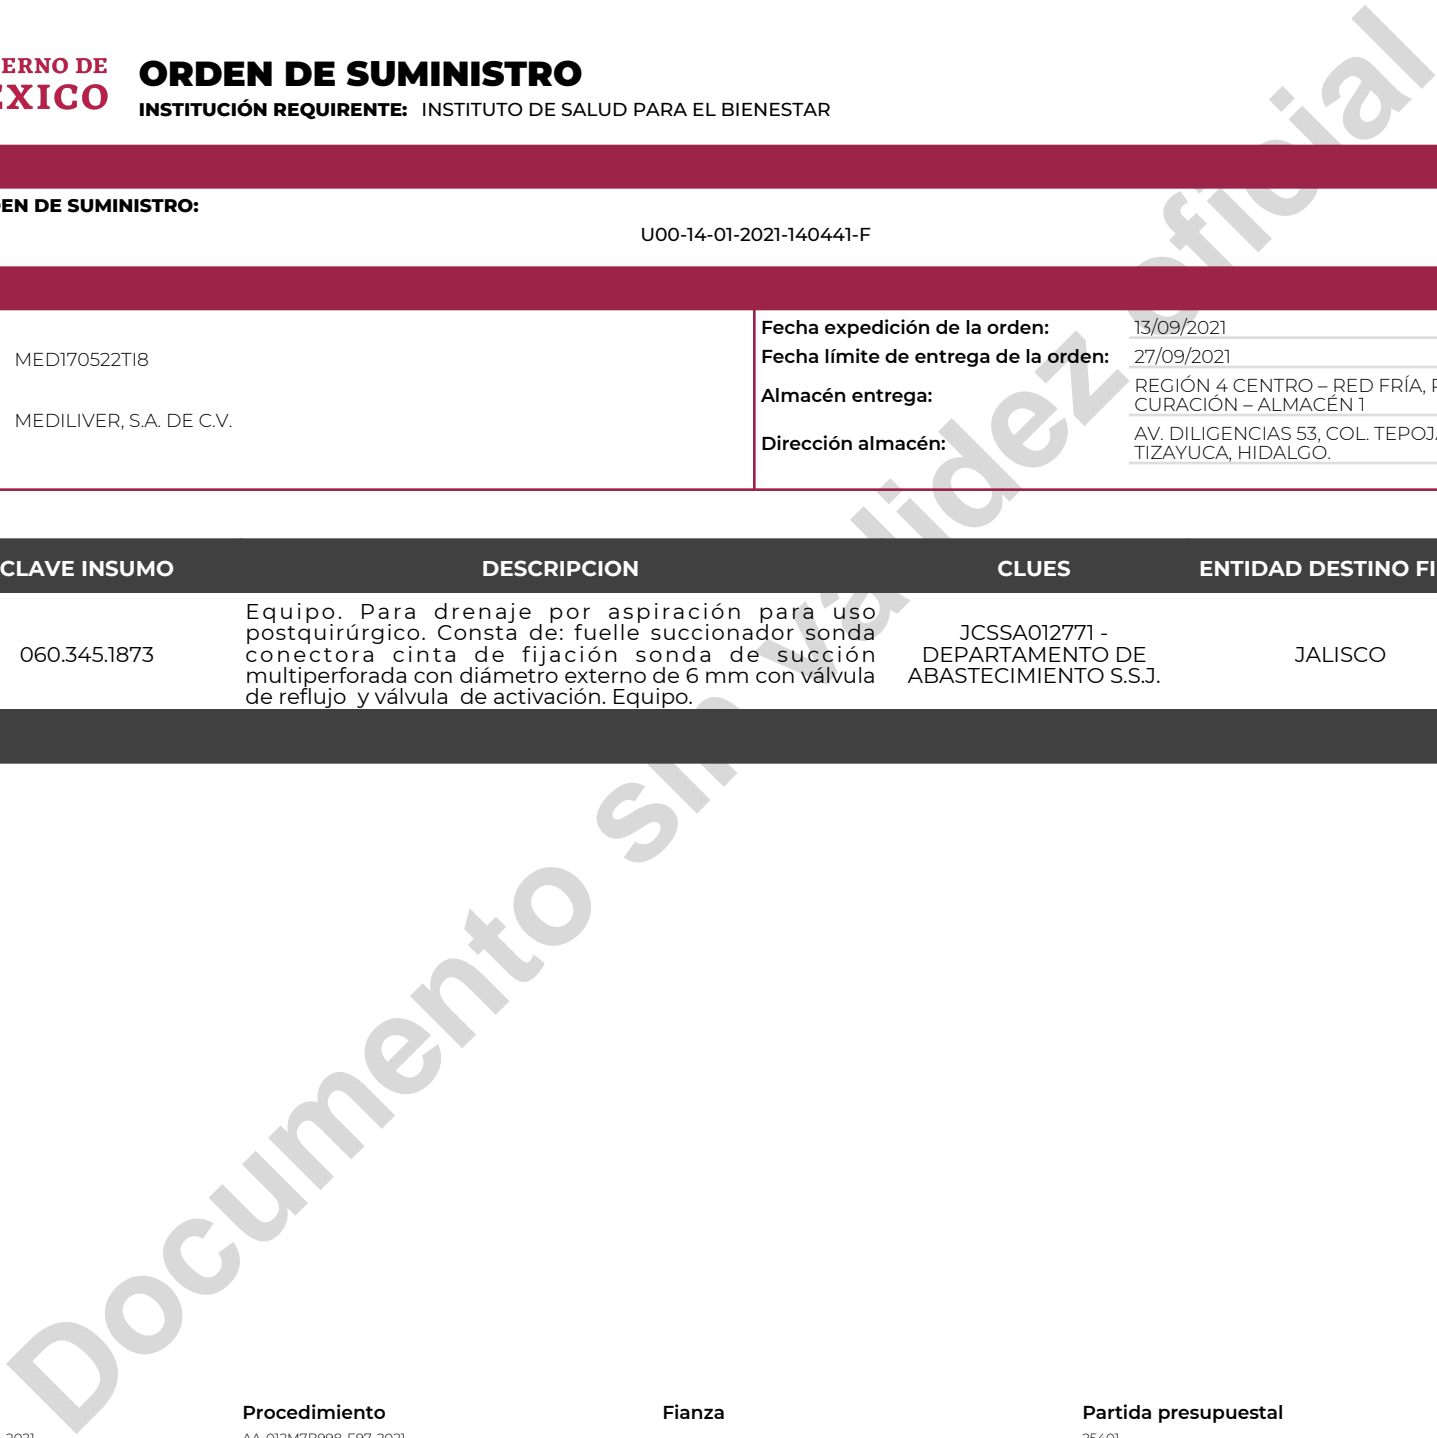 ERNO DE
ORDEN DE SUMINISTRO
EXICO
INSTITUCIÓN REQUIRENTE: INSTITUTO DE SALUD PARA EL BIENESTAR
EN DE SUMINISTRO:
U00-14-01-2021-140441-F
MED170522TI8
MEDILIVER, S.A. DE C.V.
Fecha expedición de la orden: 13/09/2021
Fecha límite de entrega de la orden: 27/09/2021
Almacén entrega: REGIÓN 4 CENTRO – RED FRÍA,
CURACIÓN – ALMACÉN 1
Dirección almacén: AV. DILIGENCIAS 53, COL. TEPOJ
TIZAYUCA, HIDALGO.
CLAVE INSUMO DESCRIPCION CLUES ENTIDAD DESTINO FI
060.345.1873
Equipo. Para drenaje por aspiración para uso
postquirúrgico. Consta de: fuelle succionador sonda
conectora cinta de fijación sonda de succión
multiperforada con diámetro externo de 6 mm con válvula
de reflujo y válvula de activación. Equipo.
JCSSA012771 -
DEPARTAMENTO DE
ABASTECIMIENTO S.S.J.
JALISCO
Documento sin validez oficial
Procedimiento Fianza Partida presupuestal